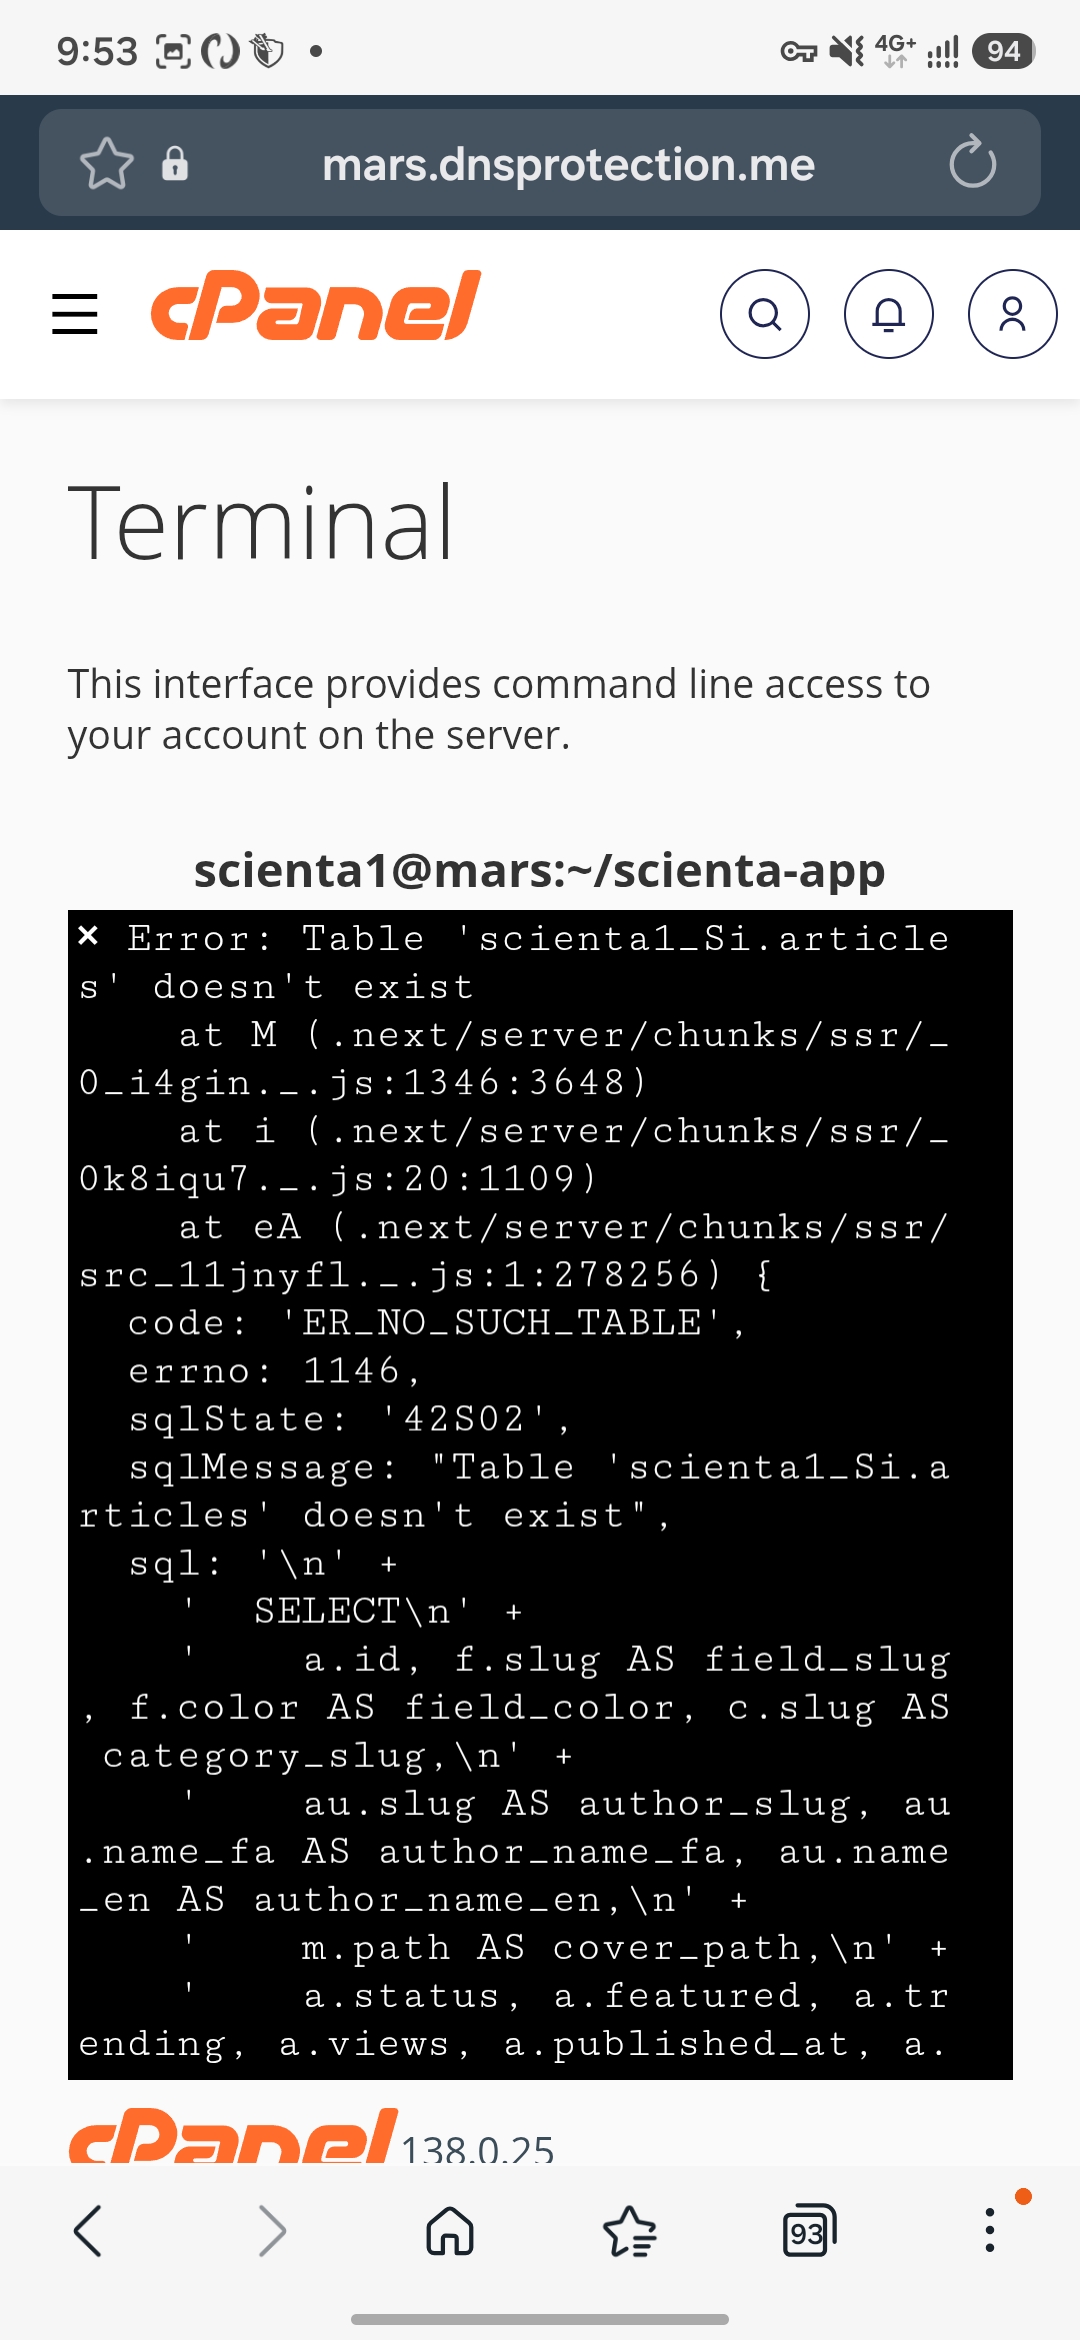 9:53
4G+
94
mars.dnsprotection.me
cPanel
Terminal
This interface provides command line access to
your account on the server.
scienta1@mars:~/scienta-app
⨯ Error: Table 'scienta1_Si.article
s' doesn't exist
    at M (.next/server/chunks/ssr/_
0_i4gin._.js:1346:3648)
    at i (.next/server/chunks/ssr/_
0k8iqu7._.js:20:1109)
    at eA (.next/server/chunks/ssr/
src_11jnyfl._.js:1:278256) {
  code: 'ER_NO_SUCH_TABLE',
  errno: 1146,
  sqlState: '42S02',
  sqlMessage: "Table 'scienta1_Si.a
rticles' doesn't exist",
  sql: '\n' +
    '  SELECT\n' +
    '    a.id, f.slug AS field_slug
, f.color AS field_color, c.slug AS
 category_slug,\n' +
    '    au.slug AS author_slug, au
.name_fa AS author_name_fa, au.name
_en AS author_name_en,\n' +
    '    m.path AS cover_path,\n' +
    '    a.status, a.featured, a.tr
ending, a.views, a.published_at, a.
cPanel 138.0.25
93